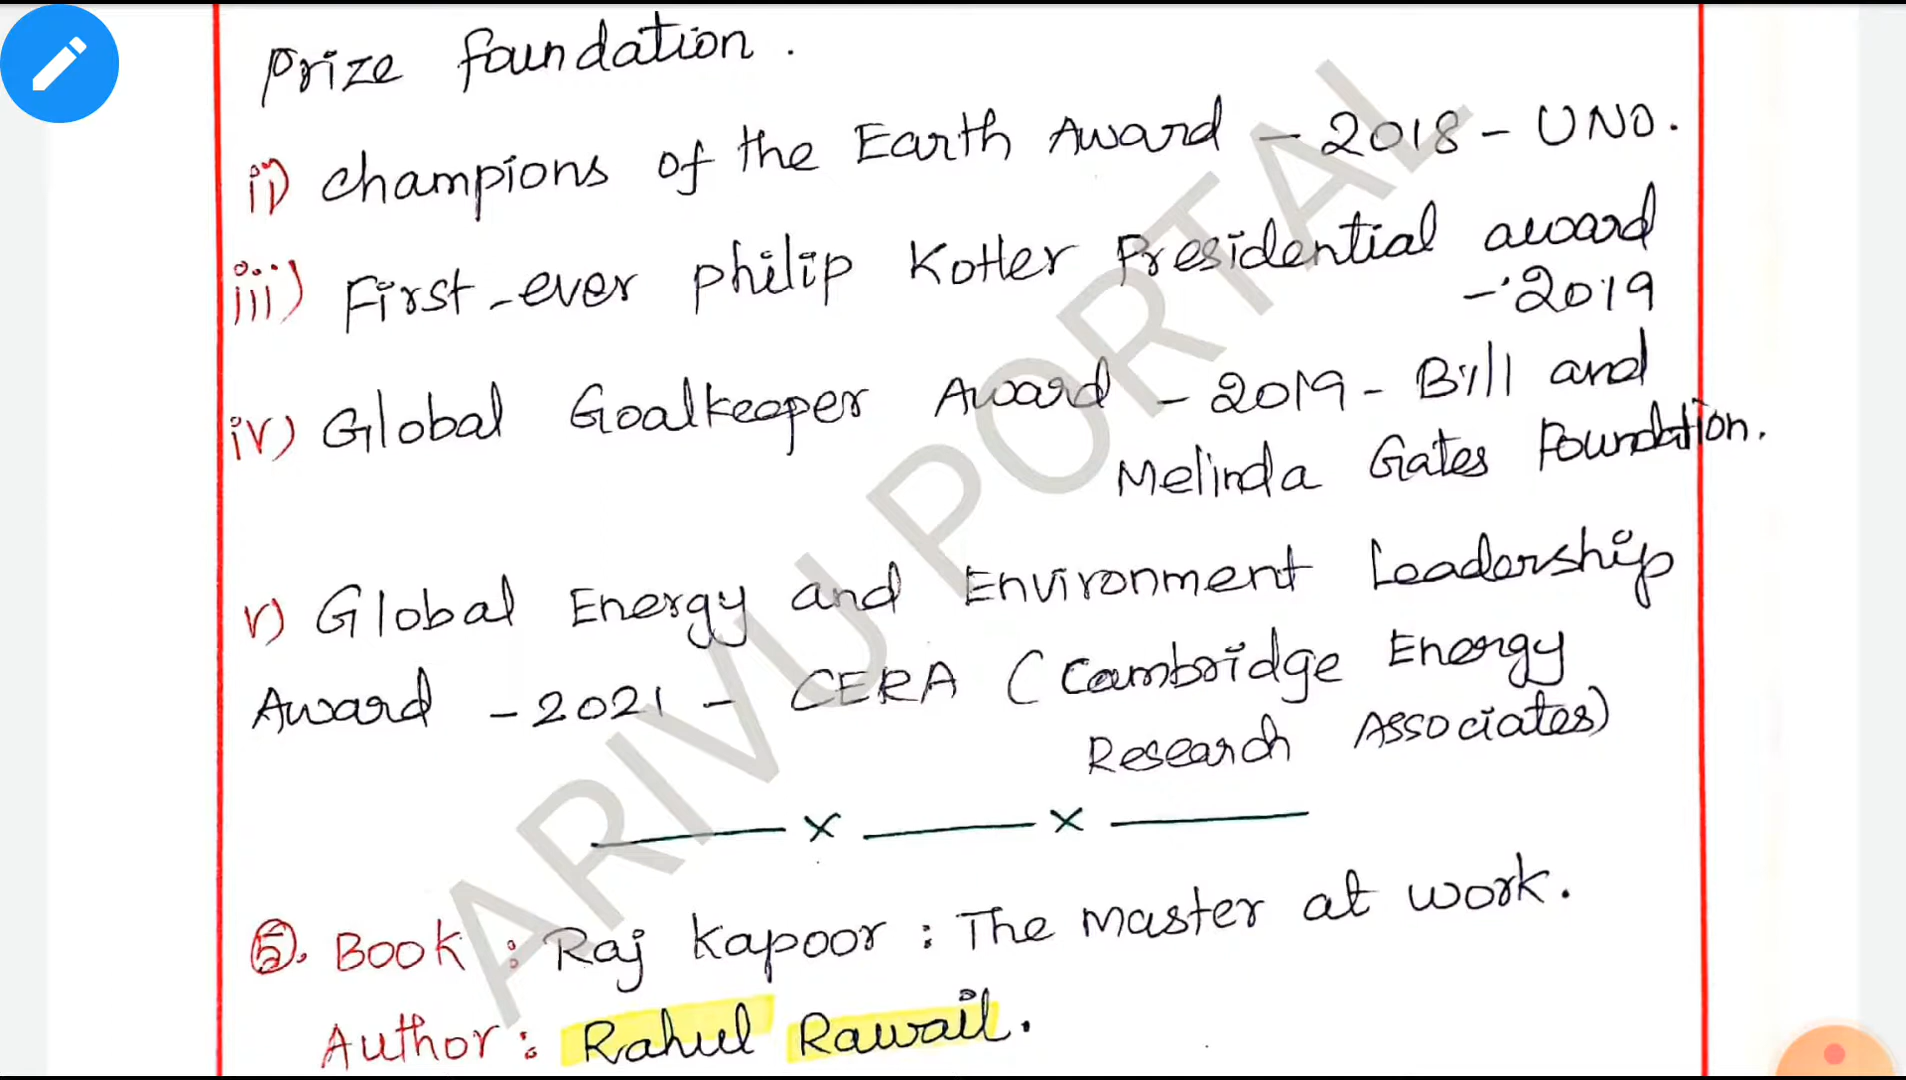 Prize foundation.
ii) Champions of the Earth Award - 2018 - UNO.
iii) First-ever Philip Kotler Presidential award
- 2019
iv) Global Goalkeeper Award - 2019 - Bill and
Melinda Gates Foundation.
v) Global Energy and Environment Leadership
Award - 2021 - CERA (Cambridge Energy
Research Associates)
x x
5. Book : Raj Kapoor : The Master at work.
Author : Rahul Rawail.
ARIVU PORTAL